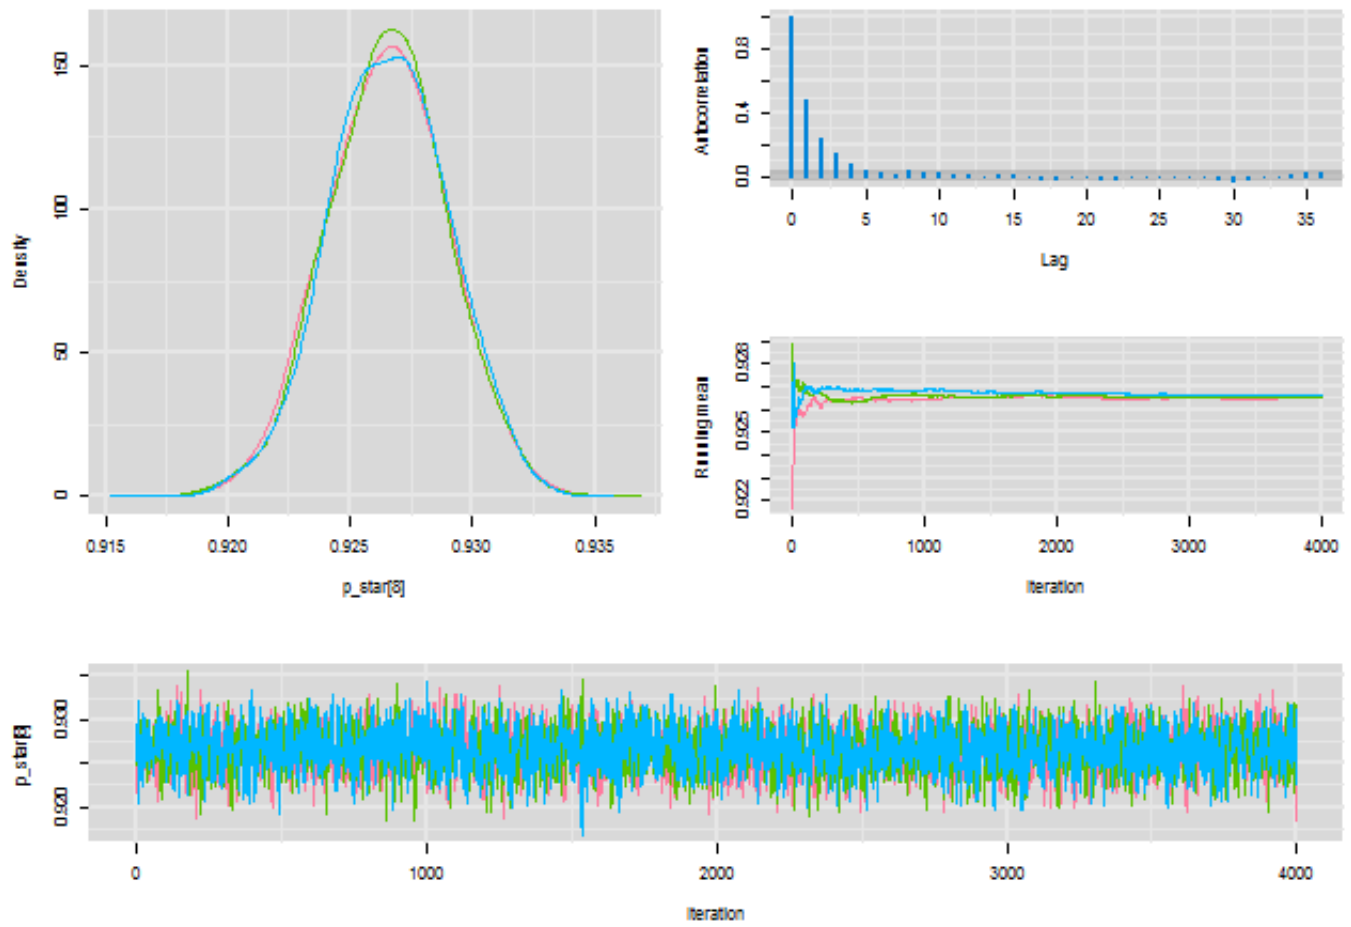 Density
0 50 100 150
0.915 0.920 0.925 0.930 0.935
p_star[8]
Autocorrelation
0.0 0.4 0.8
0 5 10 15 20 25 30 35
Lag
Running mean
0.922 0.925 0.928
0 1000 2000 3000 4000
Iteration
p_star[8]
0.920 0.930
0 1000 2000 3000 4000
Iteration